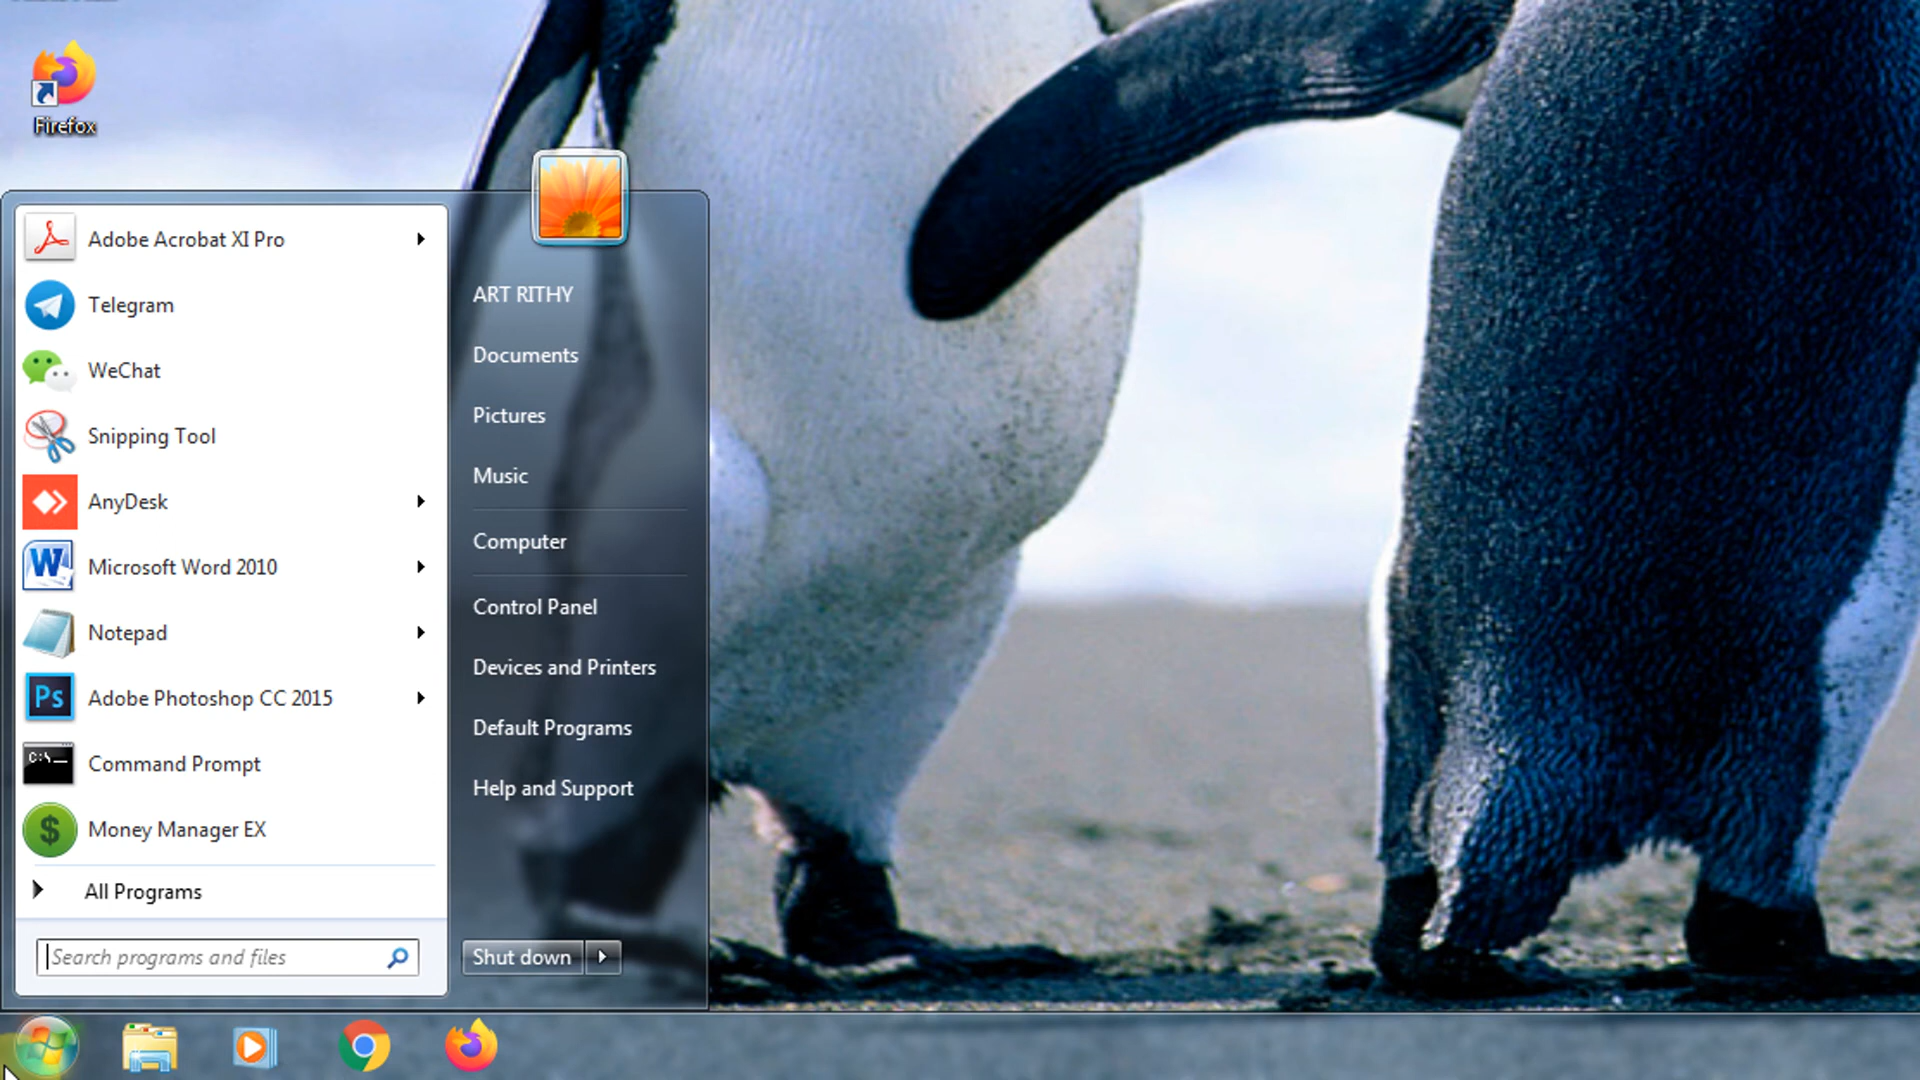 Firefox
Adobe Acrobat XI Pro
Telegram
WeChat
Snipping Tool
AnyDesk
Microsoft Word 2010
Notepad
Adobe Photoshop CC 2015
Command Prompt
Money Manager EX
All Programs
Search programs and files
ART RITHY
Documents
Pictures
Music
Computer
Control Panel
Devices and Printers
Default Programs
Help and Support
Shut down
W
Ps
C:\
$